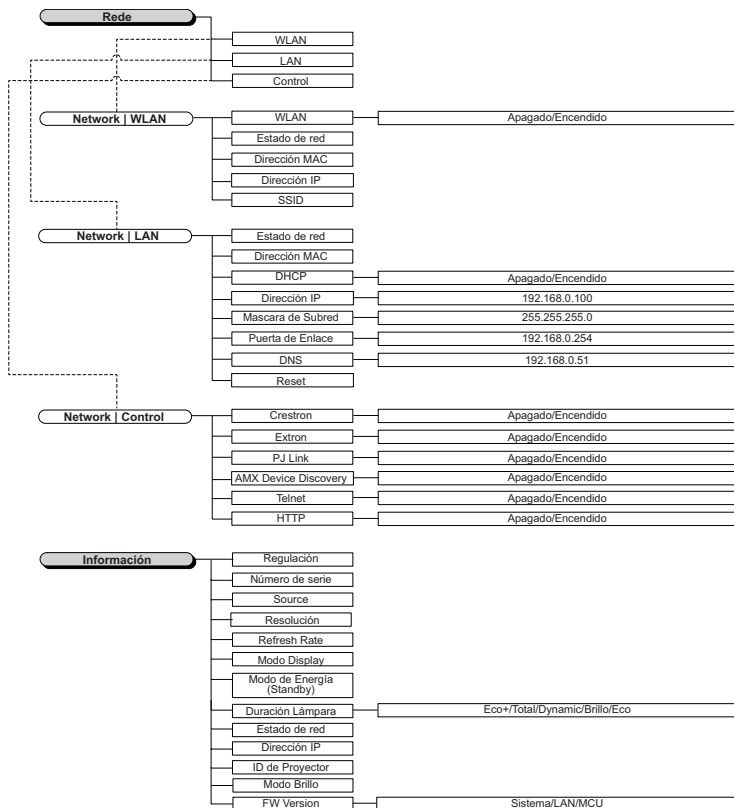 Rede
WLAN
LAN
Control
Network | WLAN
WLAN
Apagado/Encendido
Estado de red
Dirección MAC
Dirección IP
SSID
Network | LAN
Estado de red
Dirección MAC
DHCP
Apagado/Encendido
Dirección IP
192.168.0.100
Mascara de Subred
255.255.255.0
Puerta de Enlace
192.168.0.254
DNS
192.168.0.51
Reset
Network | Control
Crestron
Apagado/Encendido
Extron
Apagado/Encendido
PJ Link
Apagado/Encendido
AMX Device Discovery
Apagado/Encendido
Telnet
Apagado/Encendido
HTTP
Apagado/Encendido
Información
Regulación
Número de serie
Source
Resolución
Refresh Rate
Modo Display
Modo de Energía
(Standby)
Duración Lámpara
Eco+/Total/Dynamic/Brillo/Eco
Estado de red
Dirección IP
ID de Proyector
Modo Brillo
FW Version
Sistema/LAN/MCU